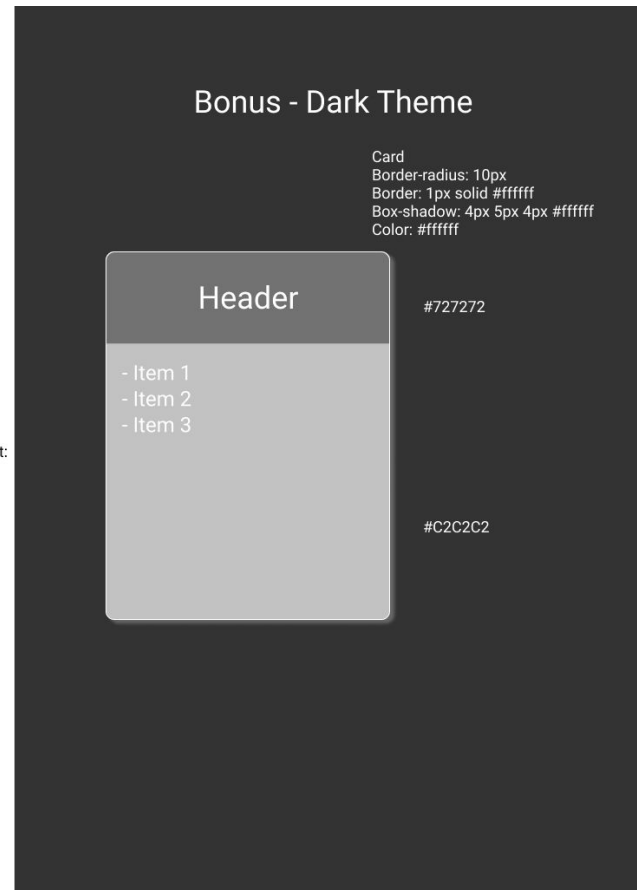 Bonus - Dark Theme
Card
Border-radius: 10px
Border: 1px solid #ffffff
Box-shadow: 4px 5px 4px #ffffff
Color: #ffffff
Header
#727272
- Item 1
- Item 2
- Item 3
t:
#C2C2C2